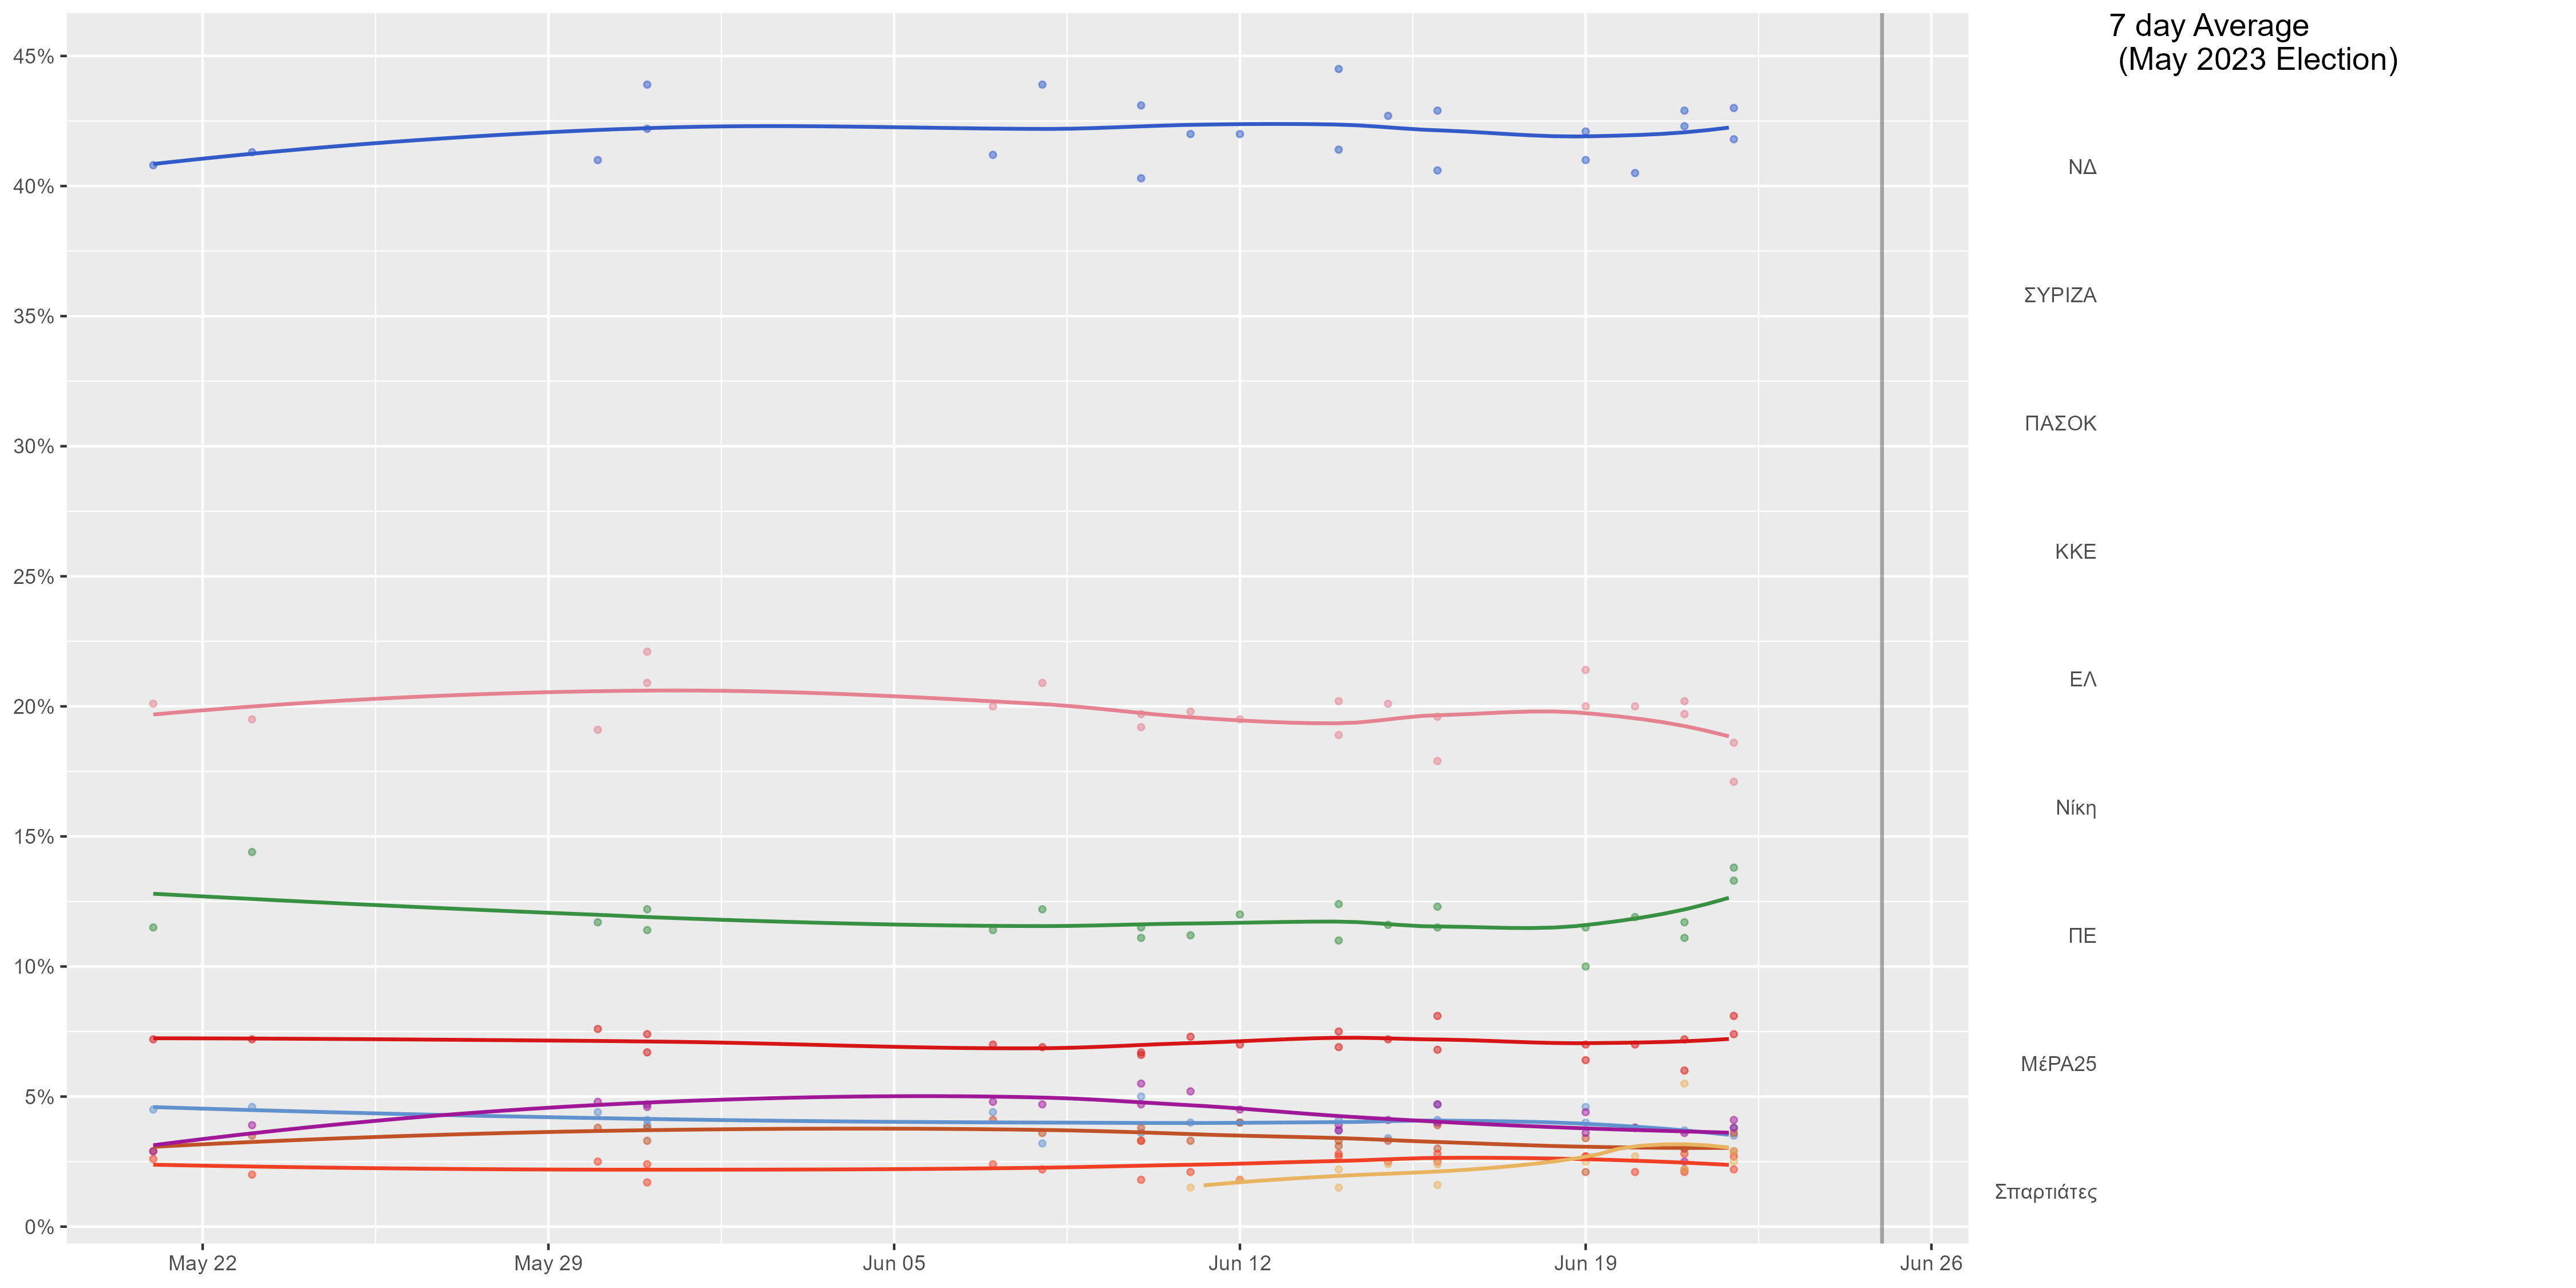 7 day Average
(May 2023 Election)
45%
40%
35%
30%
25%
20%
15%
10%
5%
0%
May 22
May 29
Jun 05
Jun 12
Jun 19
Jun 26
ΝΔ
ΣΥΡΙΖΑ
ΠΑΣΟΚ
ΚΚΕ
ΕΛ
Νίκη
ΠΕ
ΜέΡΑ25
Σπαρτιάτες